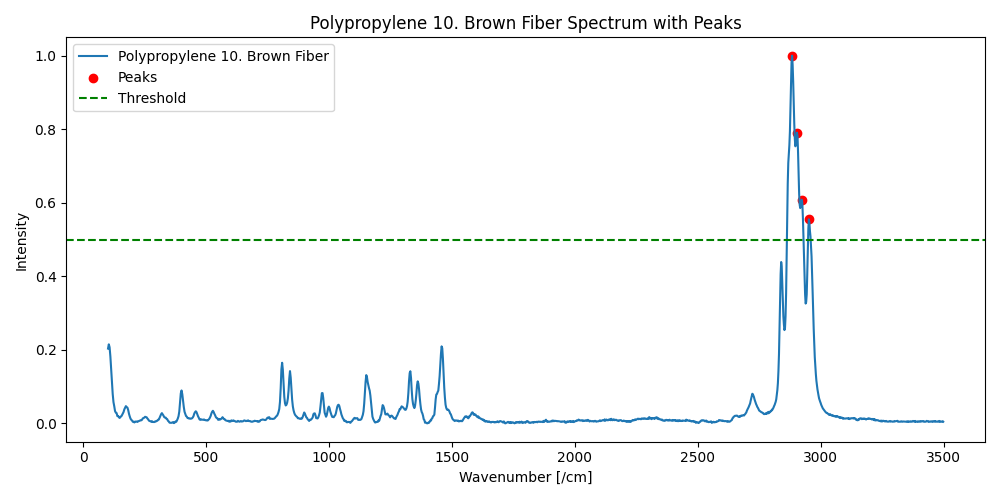 Polypropylene 10. Brown Fiber Spectrum with Peaks
Polypropylene 10. Brown Fiber
Peaks
Threshold
1.0
0.8
0.6
0.4
0.2
0.0
Intensity
0 500 1000 1500 2000 2500 3000 3500
Wavenumber [/cm]